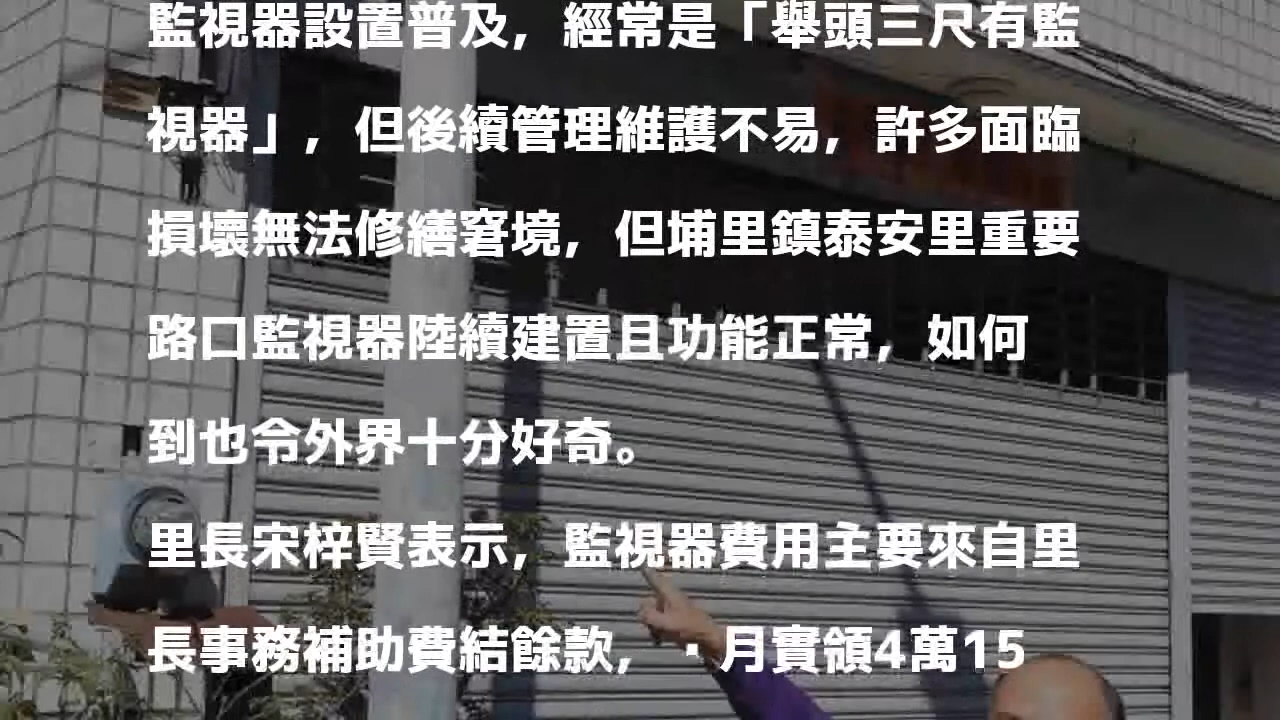 監視器設置普及，經常是「舉頭三尺有監
視器」，但後續管理維護不易，許多面臨
損壞無法修繕窘境，但埔里鎮泰安里重要
路口監視器陸續建置且功能正常，如何
到也令外界十分好奇。
里長宋梓賢表示，監視器費用主要來自里
長事務補助費結餘款，・月實領4萬15